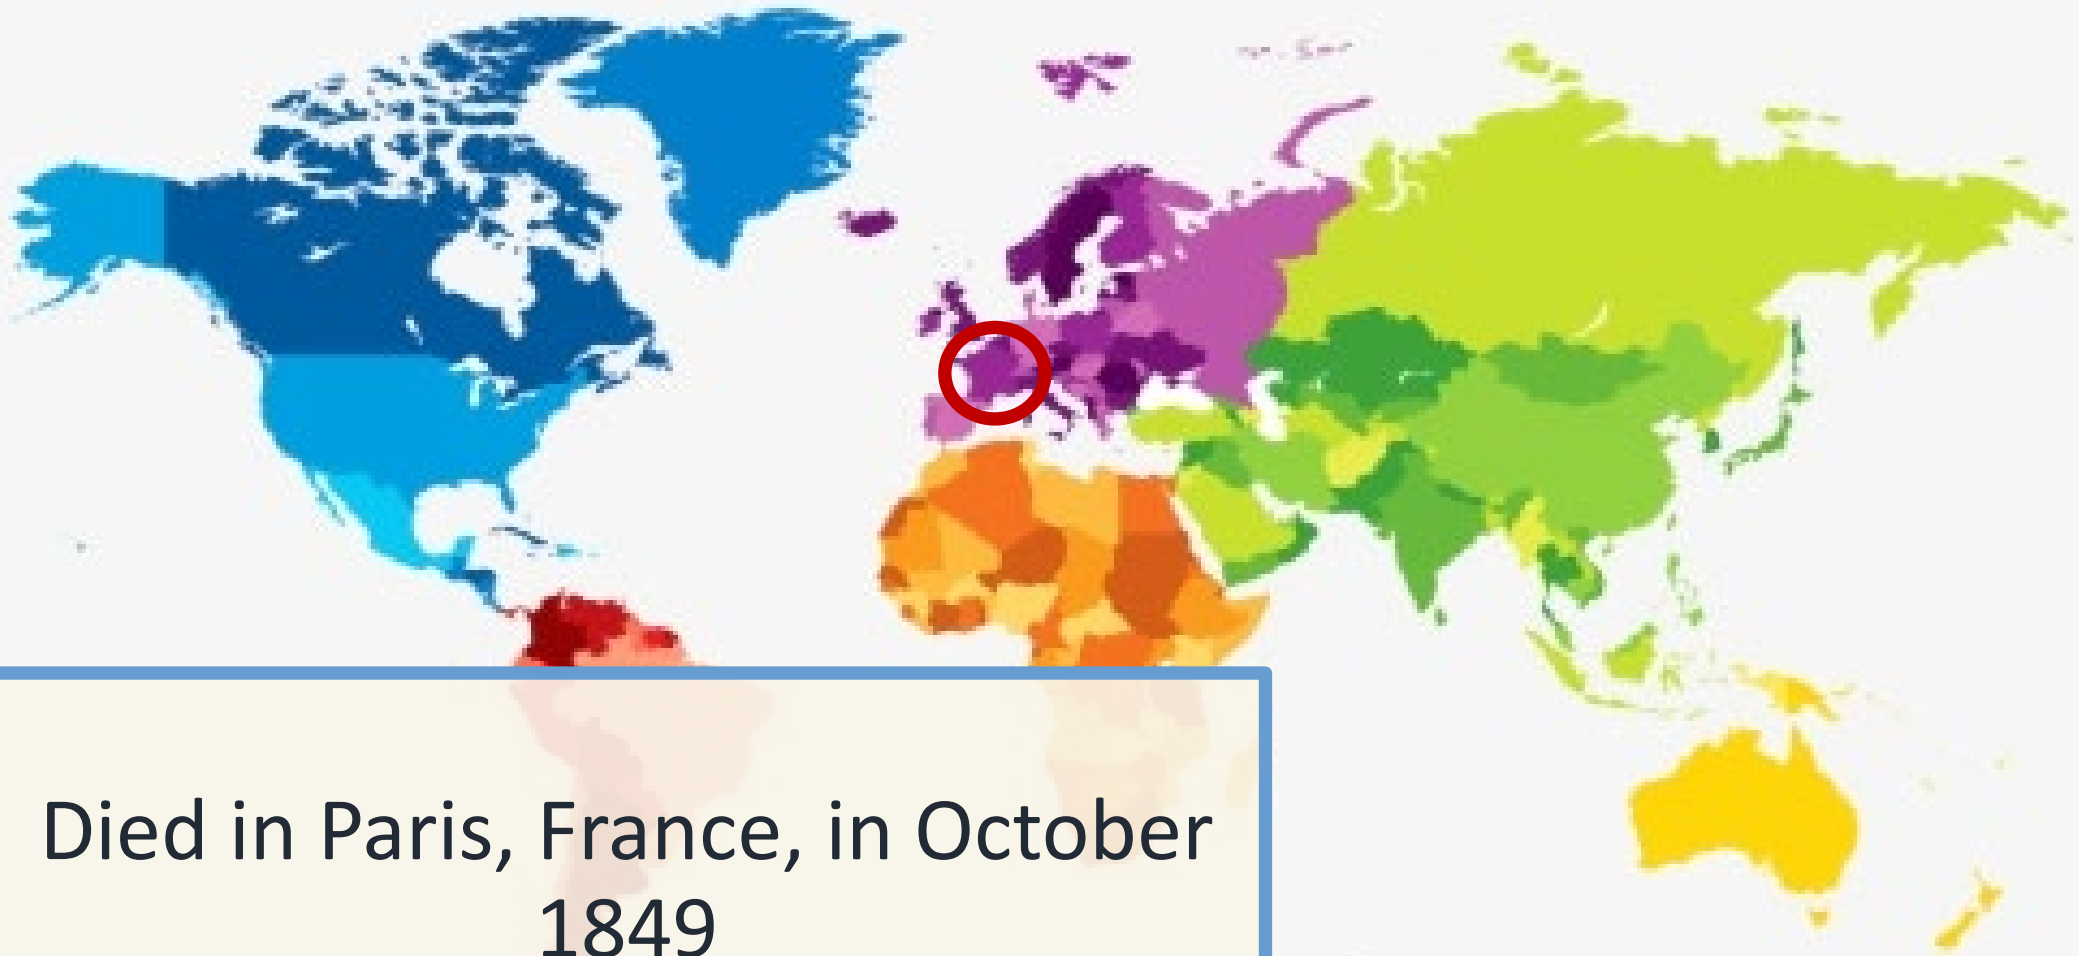 Died in Paris, France, in October
1849